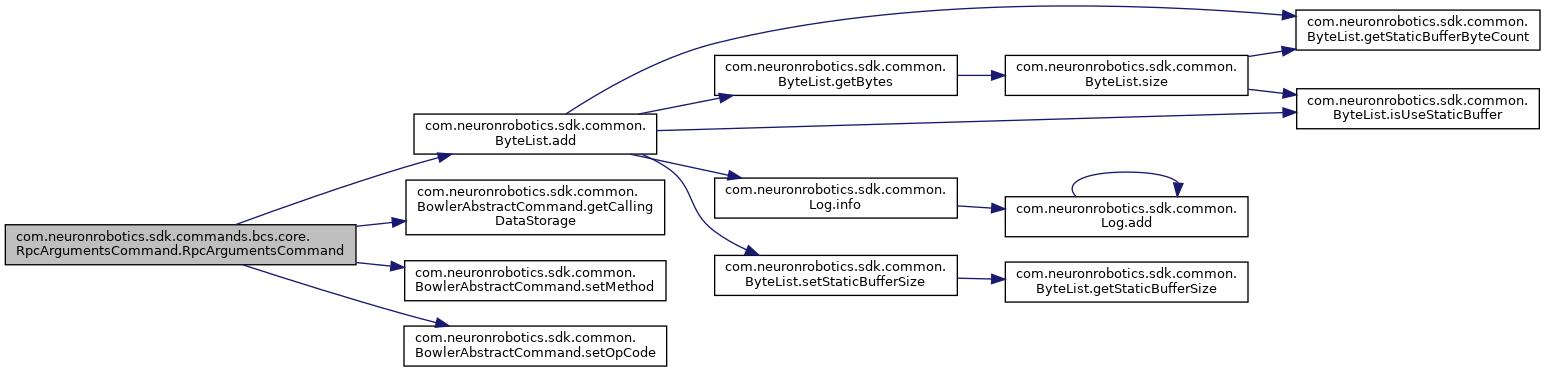 com.neuronrobotics.sdk.commands.bcs.core.
RpcArgumentsCommand.RpcArgumentsCommand
com.neuronrobotics.sdk.common.
ByteList.add
com.neuronrobotics.sdk.common.
BowlerAbstractCommand.getCalling
DataStorage
com.neuronrobotics.sdk.common.
BowlerAbstractCommand.setMethod
com.neuronrobotics.sdk.common.
BowlerAbstractCommand.setOpCode
com.neuronrobotics.sdk.common.
ByteList.getBytes
com.neuronrobotics.sdk.common.
Log.info
com.neuronrobotics.sdk.common.
ByteList.setStaticBufferSize
com.neuronrobotics.sdk.common.
ByteList.size
com.neuronrobotics.sdk.common.
Log.add
com.neuronrobotics.sdk.common.
ByteList.getStaticBufferSize
com.neuronrobotics.sdk.common.
ByteList.getStaticBufferByteCount
com.neuronrobotics.sdk.common.
ByteList.isUseStaticBuffer